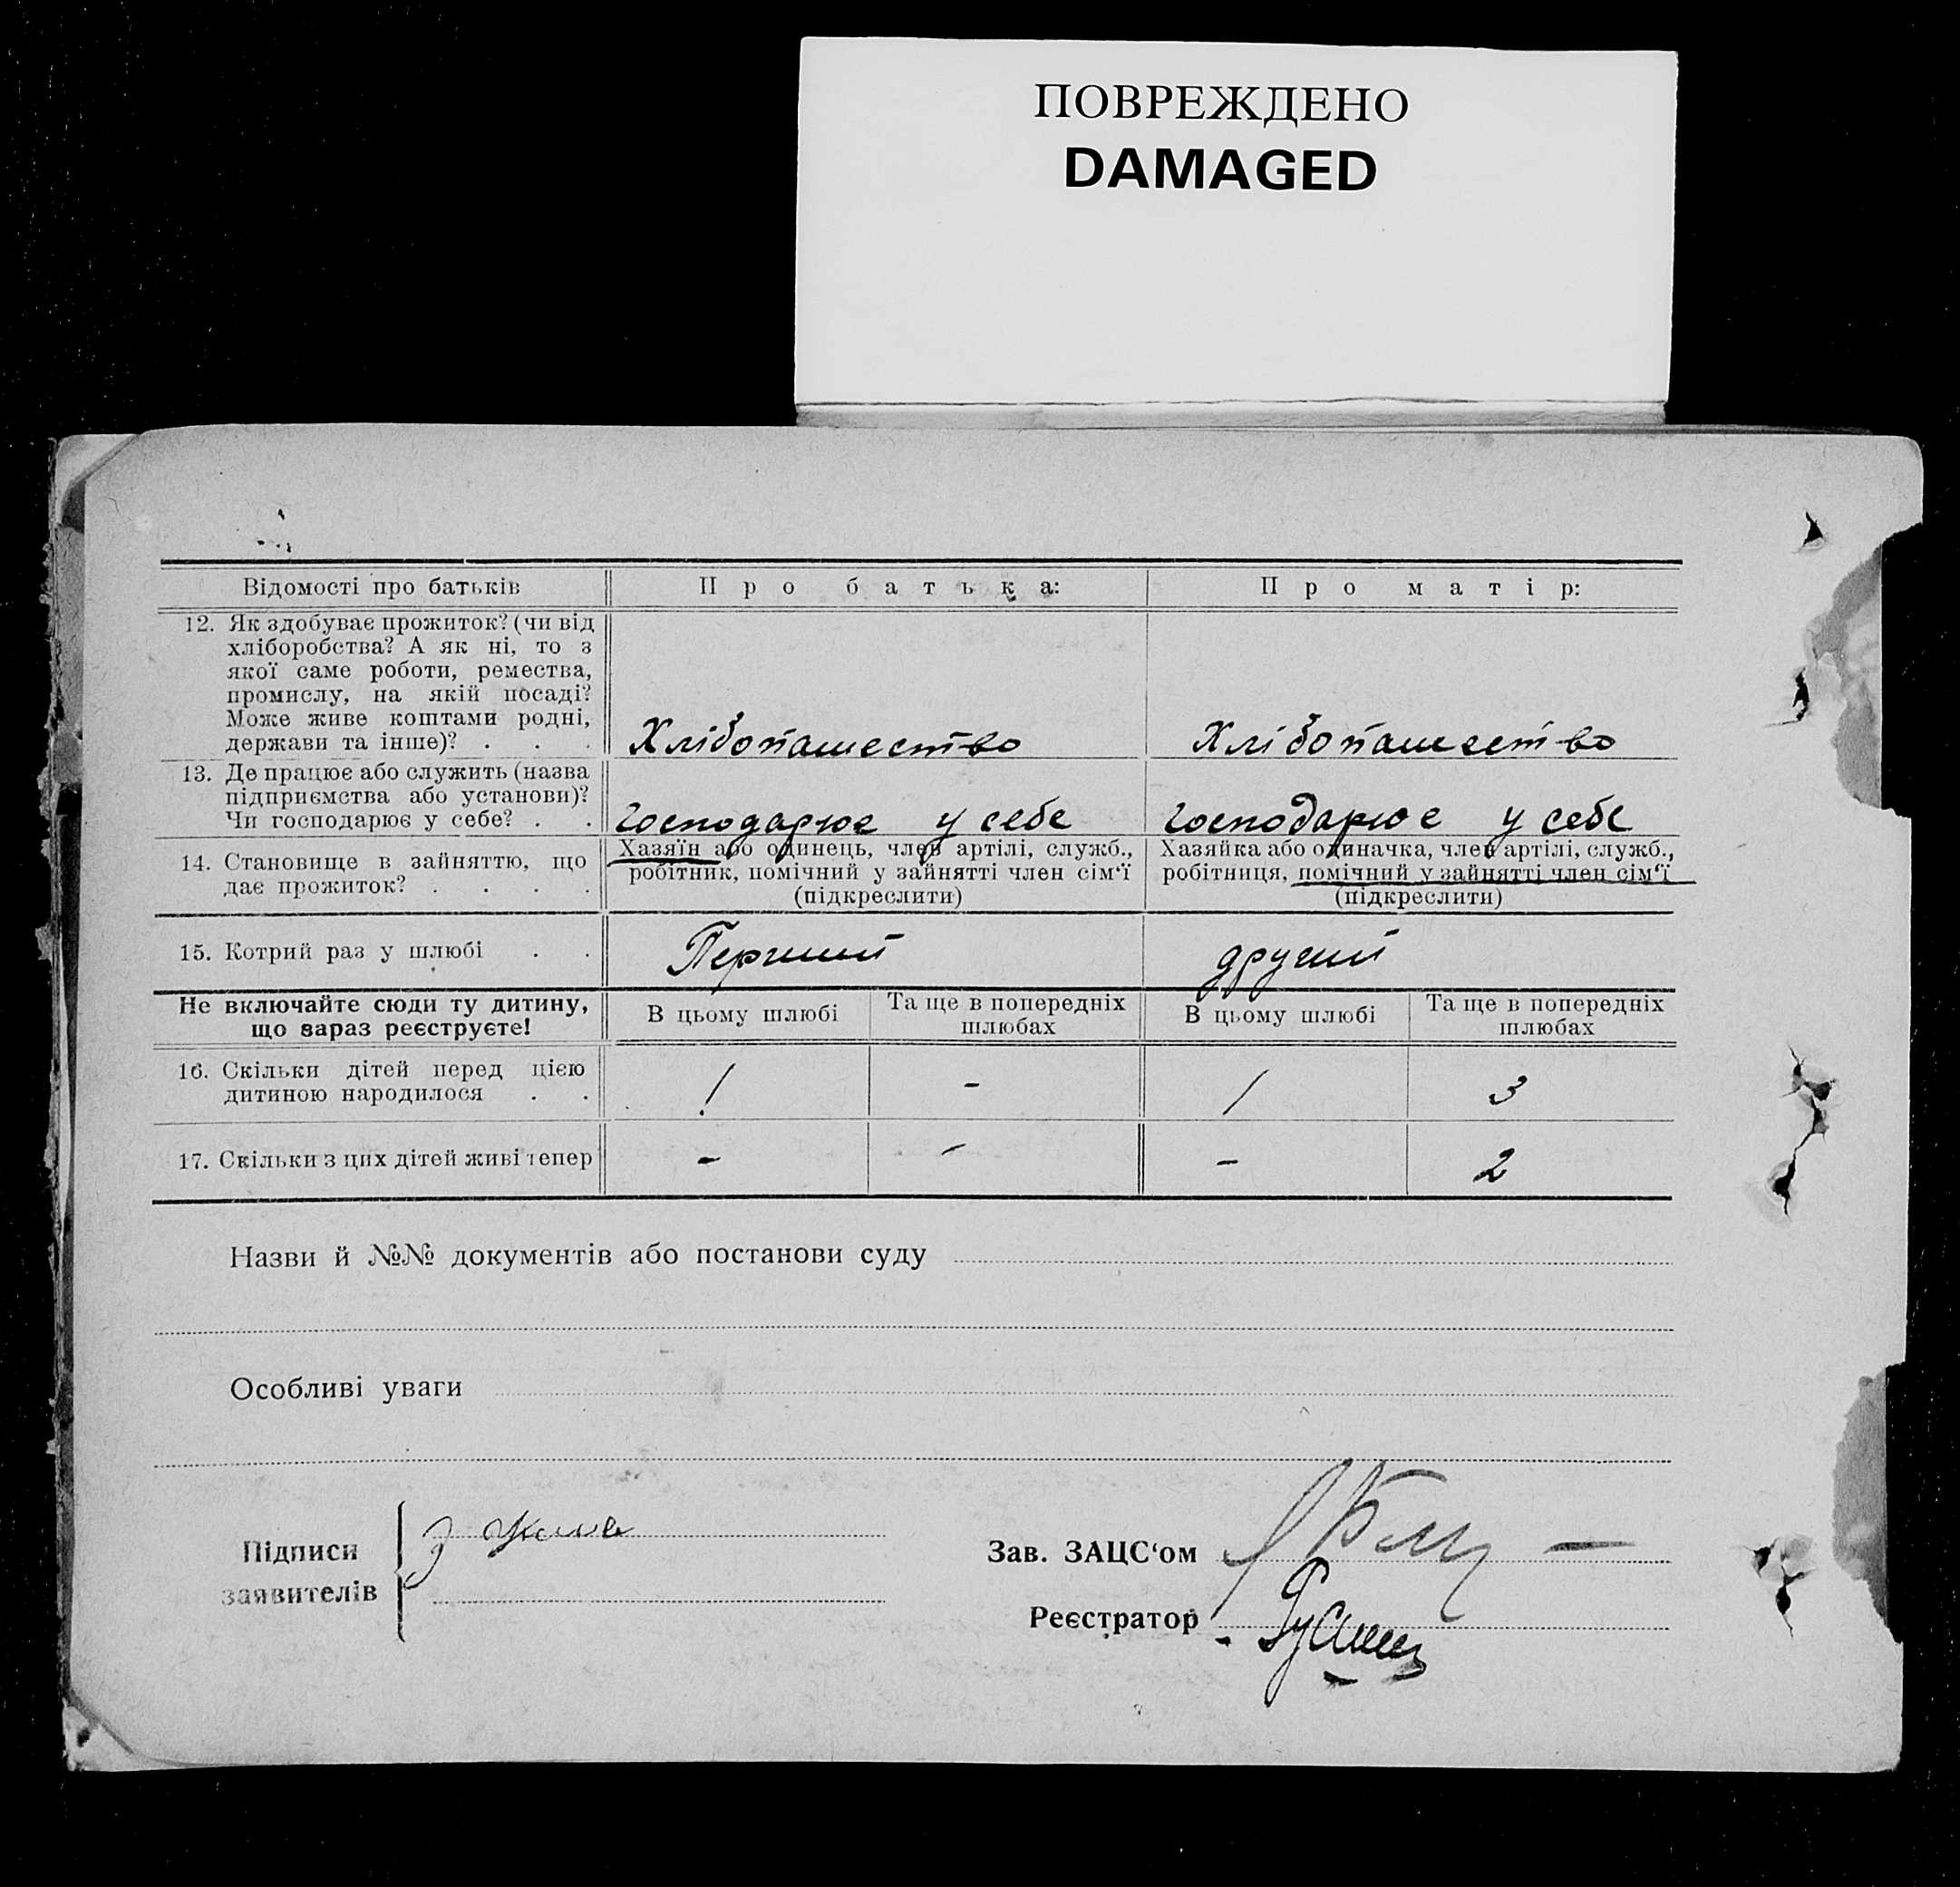 ПОВРЕЖДЕНО
DAMAGED
Відомості про батьків
Про батька:
Про матір:
12. Як здобуває прожиток? (чи від
хліборобства? А як ні, то з
якої саме роботи, ремества,
промислу, на якій посаді?
Може живе коштами родні,
держави та інше)? . . .
Хлібопашество
Хлібопашество
13. Де працює або служить (назва
підприємства або установи)?
Чи господарює у себе? . .
Господарює у себе
Господарює у себе
14. Становище в зайняттю, що
дає прожиток? . . . .
Хазяїн або одинець, член артілі, служб.,
робітник, помічний у зайнятті член сім‘ї
(підкреслити)
Хазяйка або одиначка, член артілі, служб.,
робітниця, помічний у зайнятті член сім‘ї
(підкреслити)
15. Котрий раз у шлюбі . .
Перший
другий
Не включайте сюди ту дитину,
що зараз реєструєте!
В цьому шлюбі
Та ще в попередніх
шлюбах
В цьому шлюбі
Та ще в попередніх
шлюбах
16. Скільки дітей перед цією
дитиною народилося . .
1
-
1
3
17. Скільки з цих дітей живі тепер
-
-
-
2
Назви й №№ документів або постанови суду
Особливі уваги
Підписи
заявителів
Зав. ЗАЦС‘ом
Реєстратор